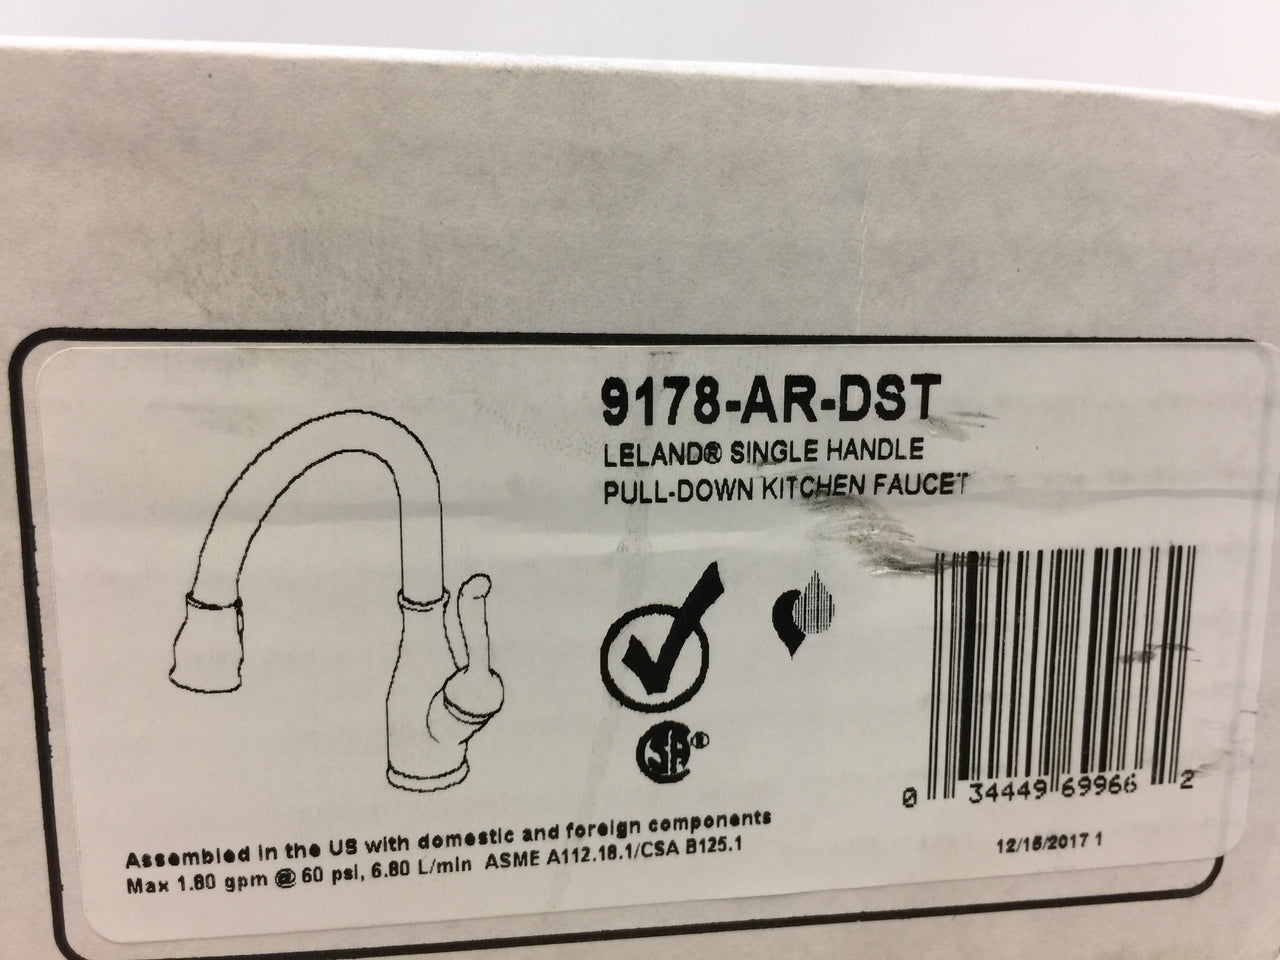 9178-AR-DST
LELAND® SINGLE HANDLE
PULL-DOWN KITCHEN FAUCET
SA®
0 34449 69966 2
Assembled in the US with domestic and foreign components
Max 1.80 gpm @ 60 psi, 6.80 L/min ASME A112.18.1/CSA B125.1
12/18/2017 1